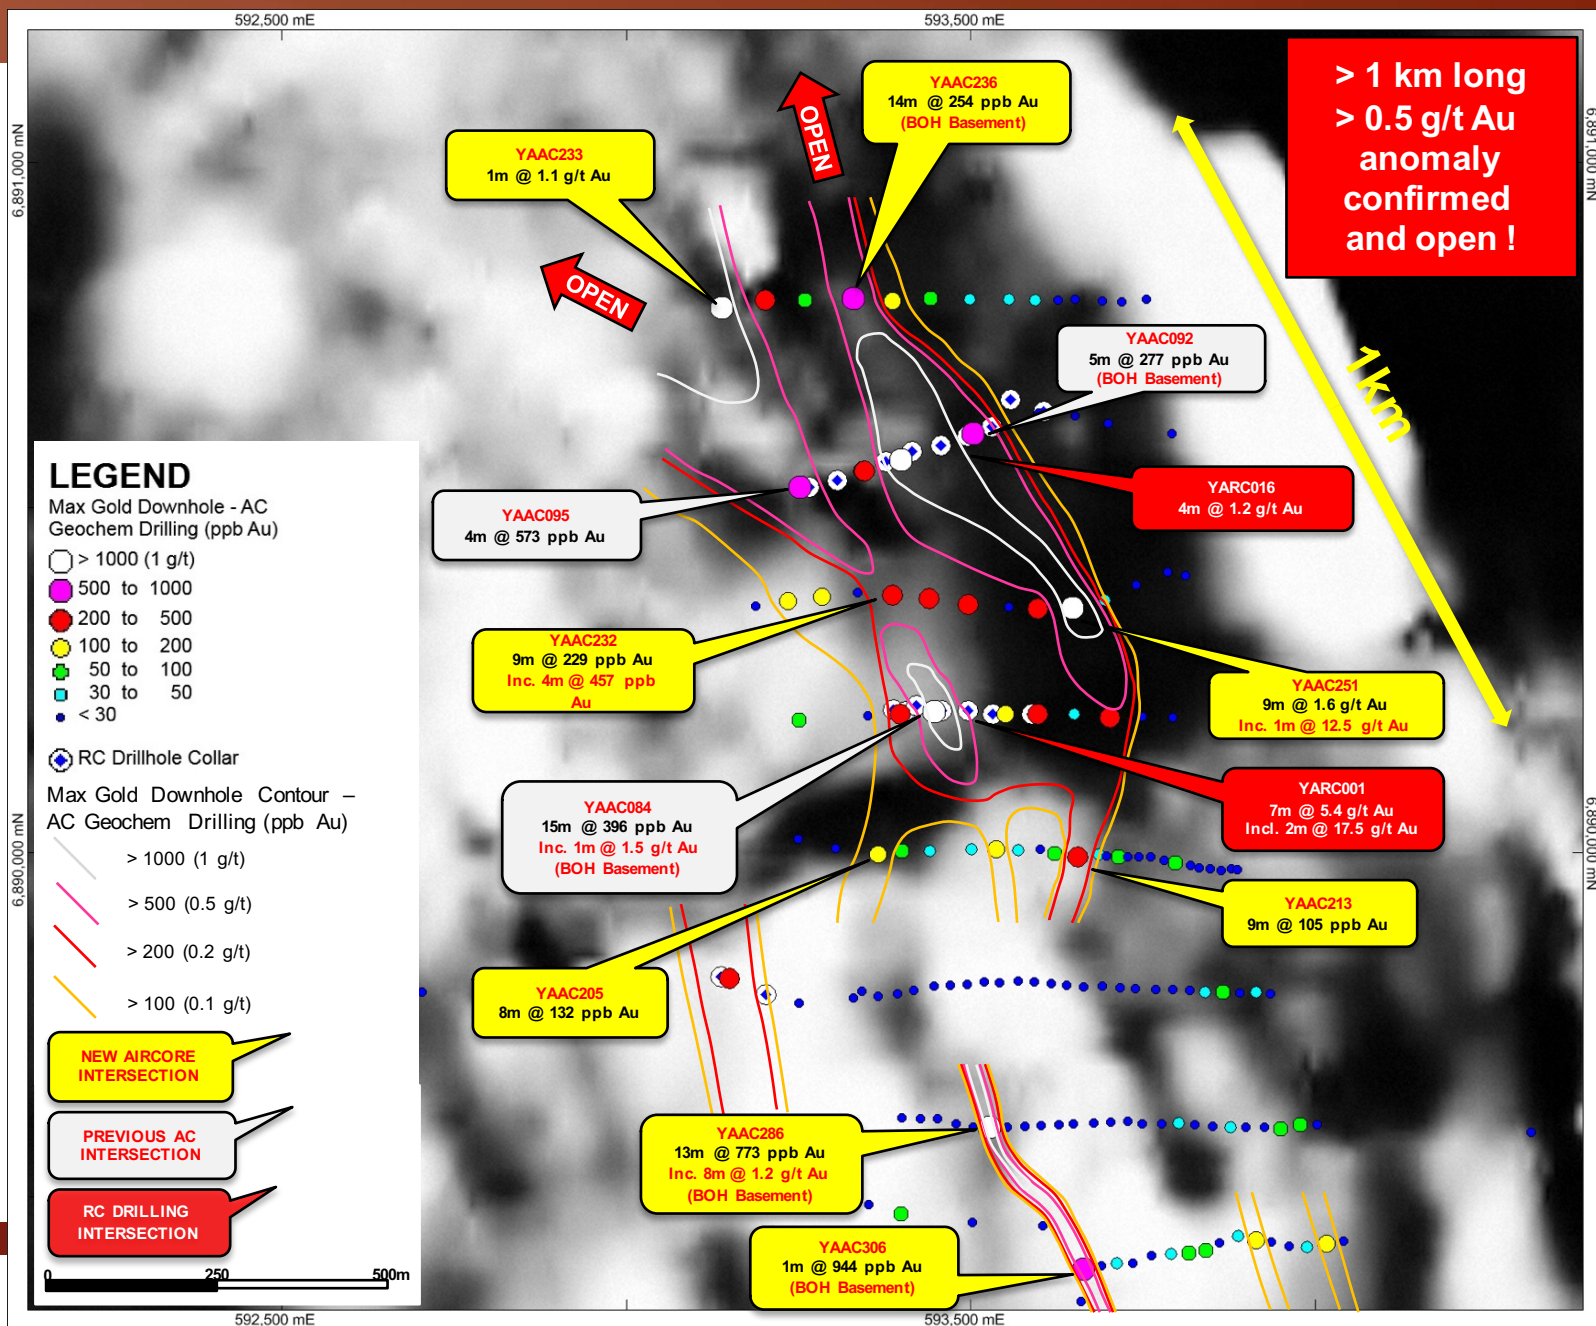 592,500 mE
593,500 mE
6,891,000 mN
6,891,000 mN
> 1 km long
> 0.5 g/t Au
anomaly
confirmed
and open !
YAAC236
14m @ 254 ppb Au
(BOH Basement)
OPEN
YAAC233
1m @ 1.1 g/t Au
OPEN
YAAC092
5m @ 277 ppb Au
(BOH Basement)
1km
YARC016
4m @ 1.2 g/t Au
YAAC095
4m @ 573 ppb Au
YAAC232
9m @ 229 ppb Au
Inc. 4m @ 457 ppb
Au
YAAC251
9m @ 1.6 g/t Au
Inc. 1m @ 12.5 g/t Au
YAAC084
15m @ 396 ppb Au
Inc. 1m @ 1.5 g/t Au
(BOH Basement)
YARC001
7m @ 5.4 g/t Au
Incl. 2m @ 17.5 g/t Au
YAAC213
9m @ 105 ppb Au
YAAC205
8m @ 132 ppb Au
YAAC286
13m @ 773 ppb Au
Inc. 8m @ 1.2 g/t Au
(BOH Basement)
YAAC306
1m @ 944 ppb Au
(BOH Basement)
LEGEND
Max Gold Downhole - AC
Geochem Drilling (ppb Au)
> 1000 (1 g/t)
500 to 1000
200 to 500
100 to 200
50 to 100
30 to 50
< 30
RC Drillhole Collar
Max Gold Downhole Contour –
AC Geochem Drilling (ppb Au)
> 1000 (1 g/t)
> 500 (0.5 g/t)
> 200 (0.2 g/t)
> 100 (0.1 g/t)
NEW AIRCORE
INTERSECTION
PREVIOUS AC
INTERSECTION
RC DRILLING
INTERSECTION
0 250 500m
6,890,000 mN
6,890,000 mN
592,500 mE
593,500 mE